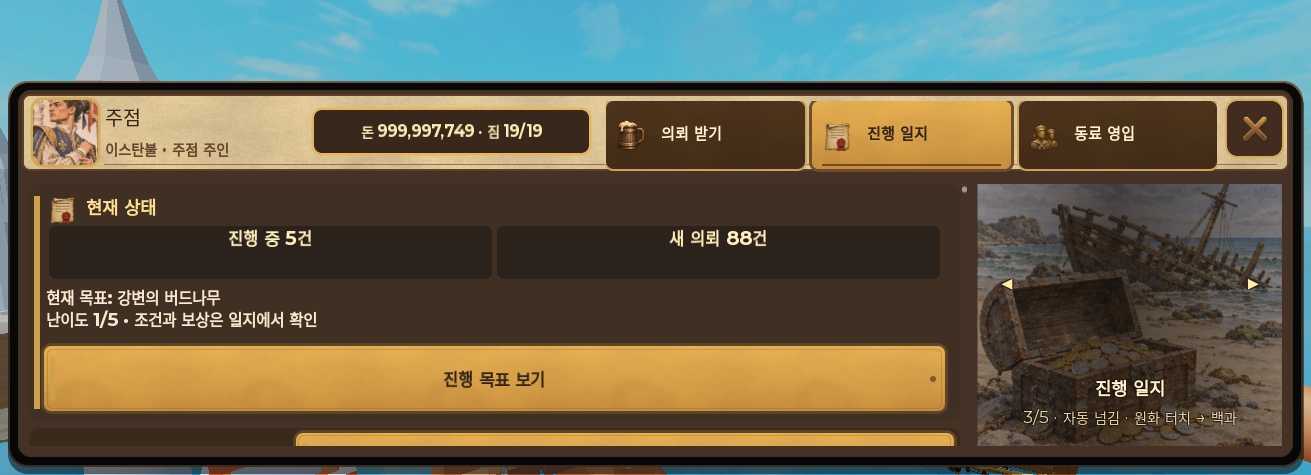 주점
이스탄불 • 주점 주인
돈 999,997,749 · 짐 19/19
의뢰 받기
진행 일지
동료 영입
현재 상태
진행 중 5건
새 의뢰 88건
현재 목표: 강변의 버드나무
난이도 1/5 • 조건과 보상은 일지에서 확인
진행 목표 보기
진행 일지
3/5 · 자동 넘김 · 원화 터치 → 백과